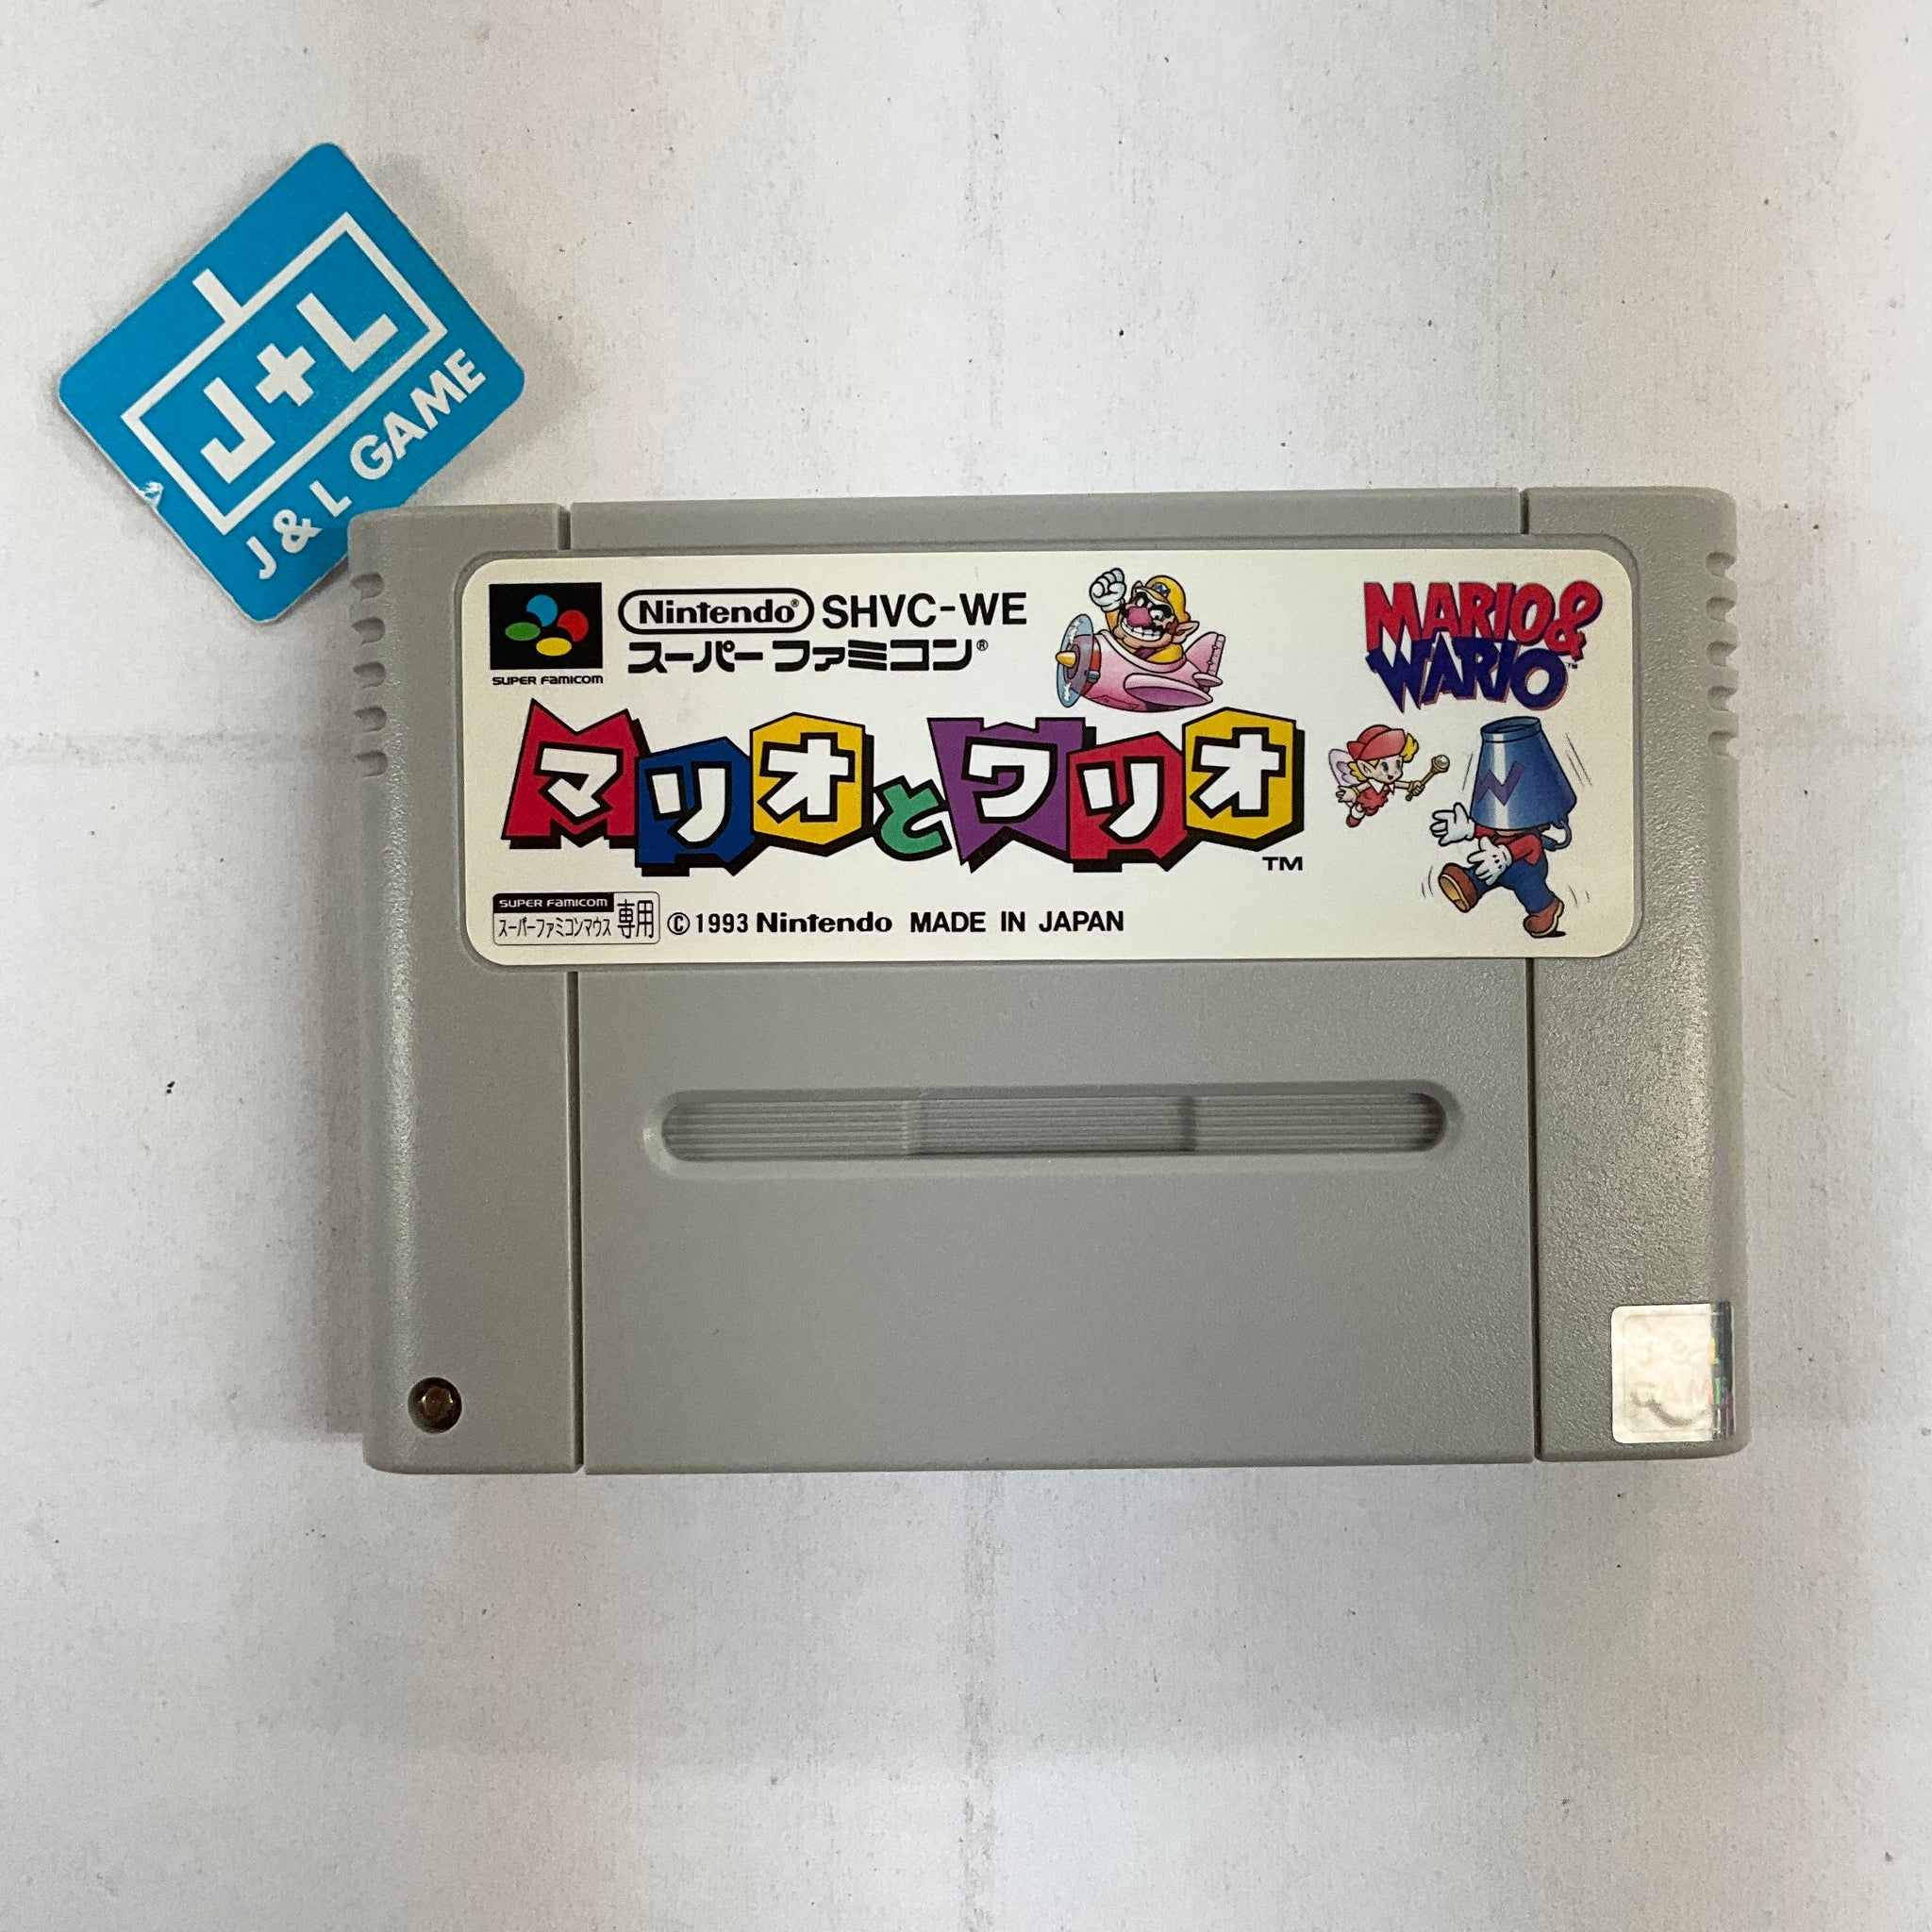 J+L
J & L GAME
Nintendo® SHVC-WE
スーパーファミコン®
SUPER FAMICOM
MARIO&
WARIO™
マリオとワリオ
TM
W
SUPER FAMICOM
スーパーファミコンマウス専用
© 1993 Nintendo MADE IN JAPAN
J & L
GAME